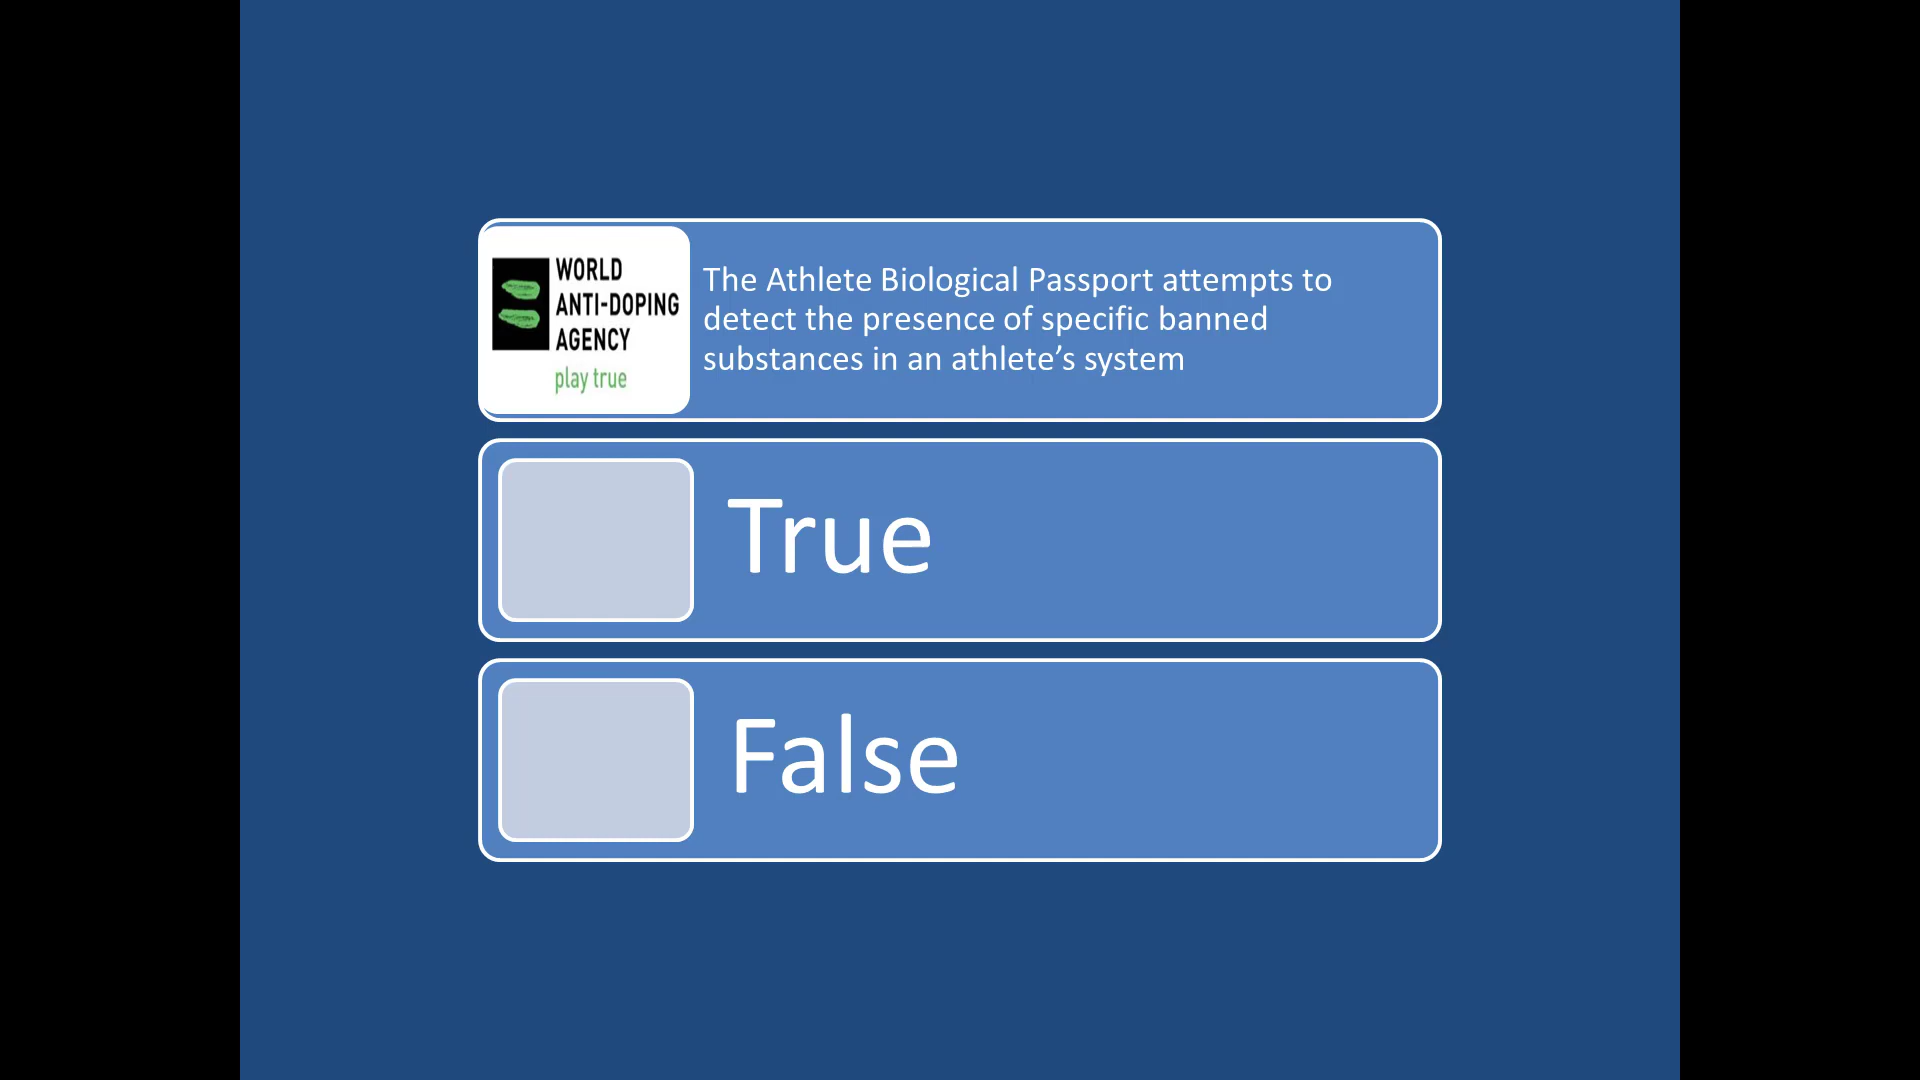 WORLD
ANTI-DOPING
AGENCY
play true
The Athlete Biological Passport attempts to
detect the presence of specific banned
substances in an athlete’s system
True
False